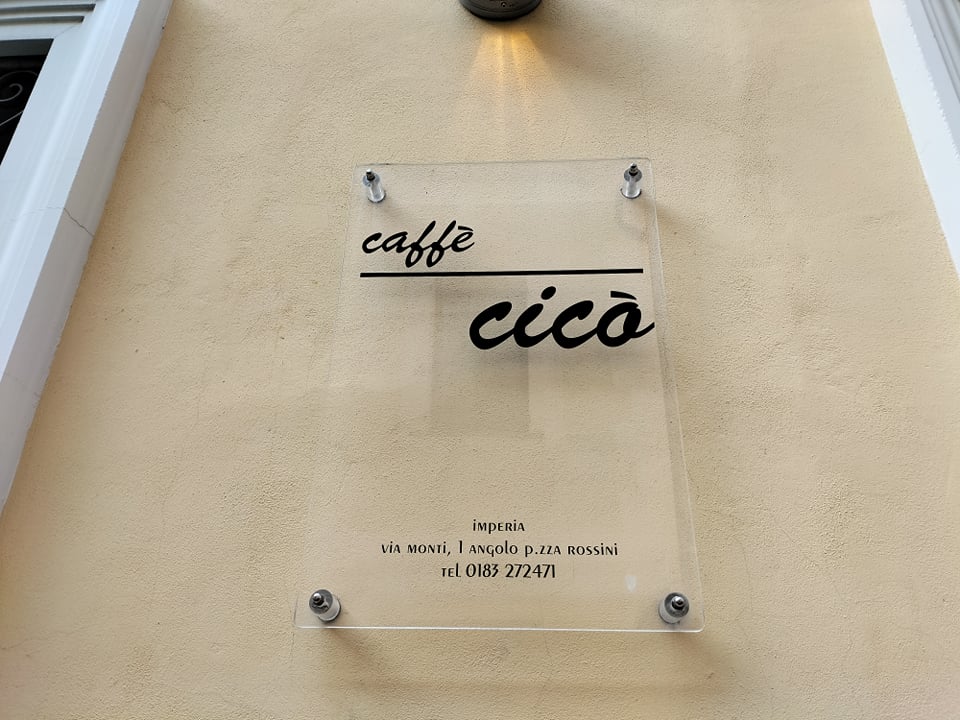 caffè
cicò
imperia
via monti, 1 angolo p.zza rossini
tel 0183 272471